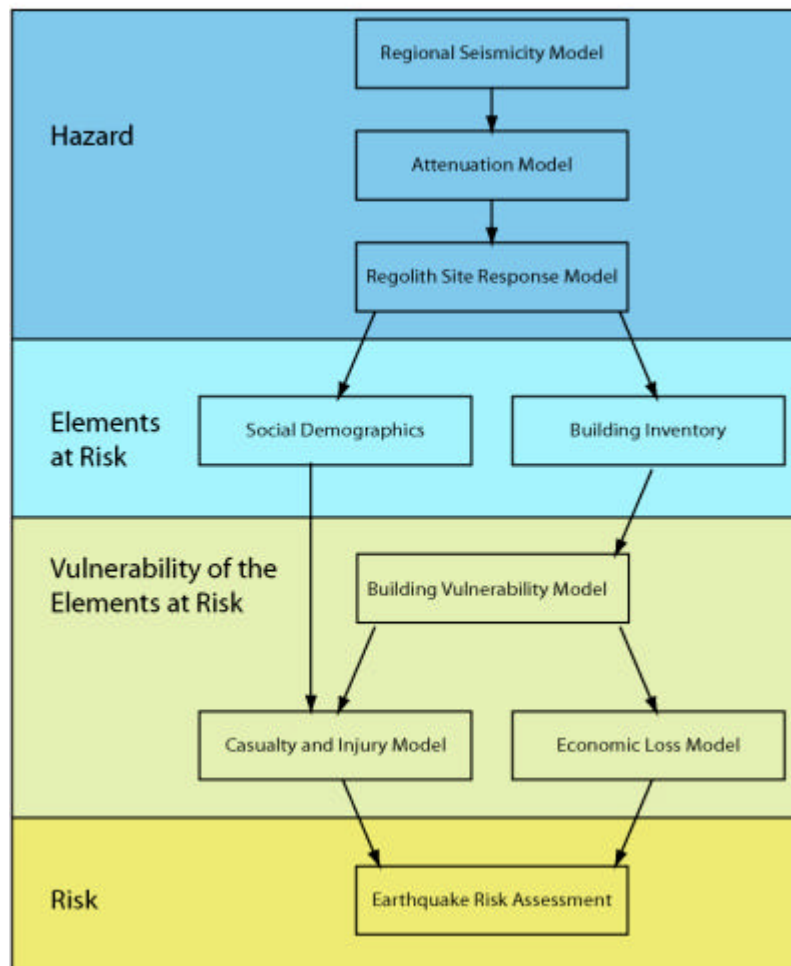 Regional Seismicity Model
Hazard
Attenuation Model
Regolith Site Response Model
Elements
at Risk
Social Demographics
Building Inventory
Vulnerability of the
Elements at Risk
Building Vulnerability Model
Casualty and Injury Model
Economic Loss Model
Risk
Earthquake Risk Assessment